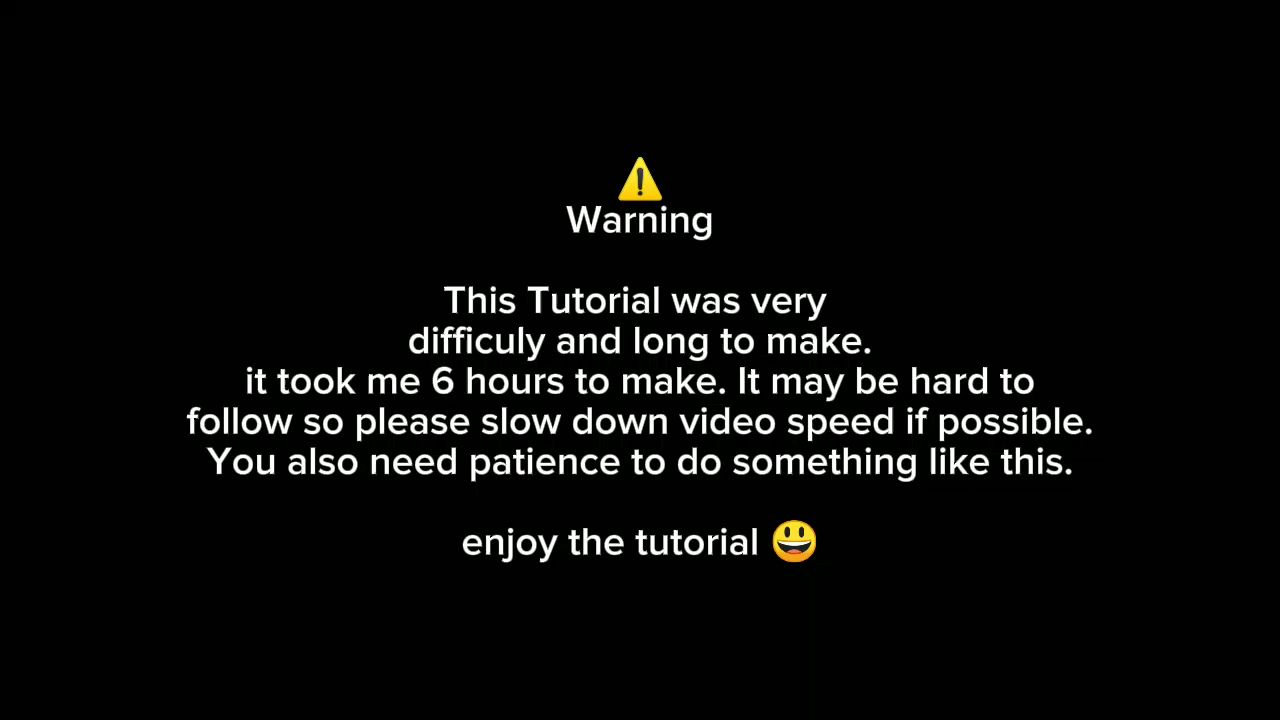 ⚠️
Warning
This Tutorial was very
difficuly and long to make.
it took me 6 hours to make. It may be hard to
follow so please slow down video speed if possible.
You also need patience to do something like this.
enjoy the tutorial 😃